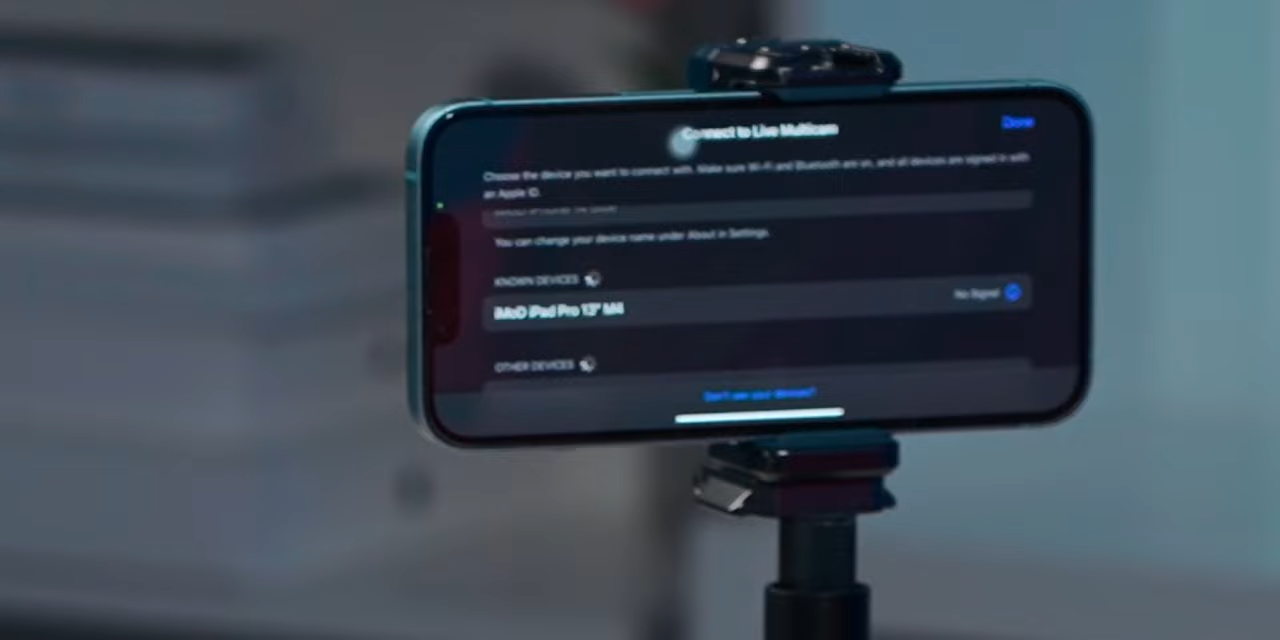 Connect to Live Multicam
Done
Choose the device you want to connect with. Make sure Wi-Fi and Bluetooth are on, and all devices are signed in with
an Apple ID.
You can change your device name under About in Settings.
KNOWN DEVICES
iMoD iPad Pro 13" M4
No Signal
OTHER DEVICES
Don't see your devices?